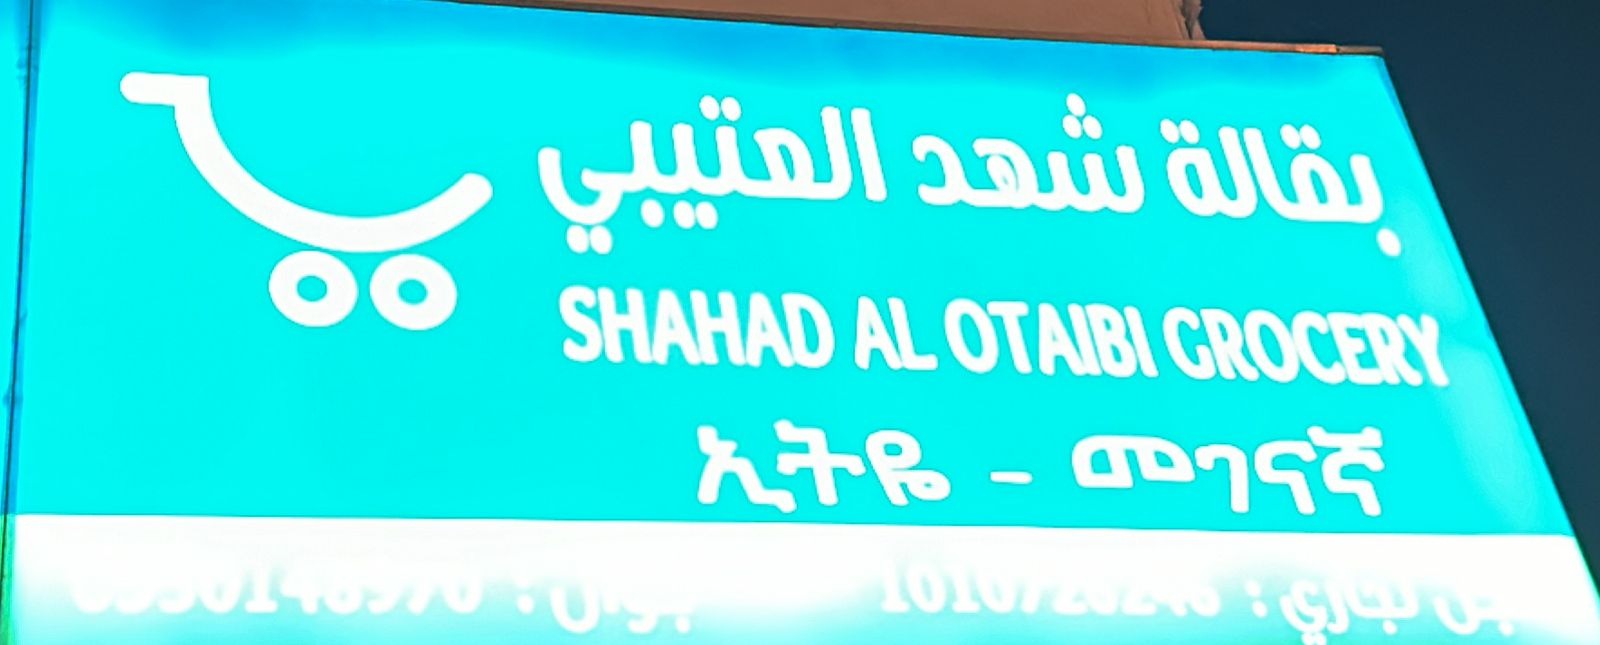 بقالة شهد العتيبي
SHAHAD AL OTAIBI GROCERY
ኢትዬ - መገናኛ